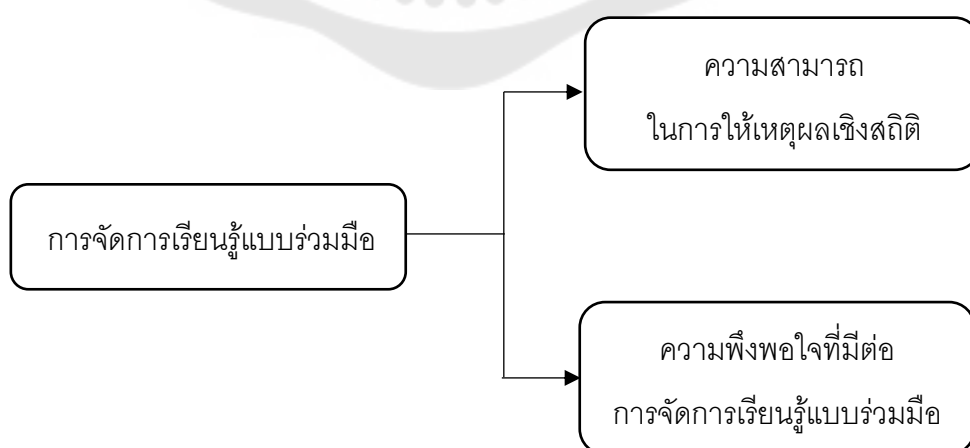 ความสามารถ
ในการให้เหตุผลเชิงสถิติ
การจัดการเรียนรู้แบบร่วมมือ
ความพึงพอใจที่มีต่อ
การจัดการเรียนรู้แบบร่วมมือ